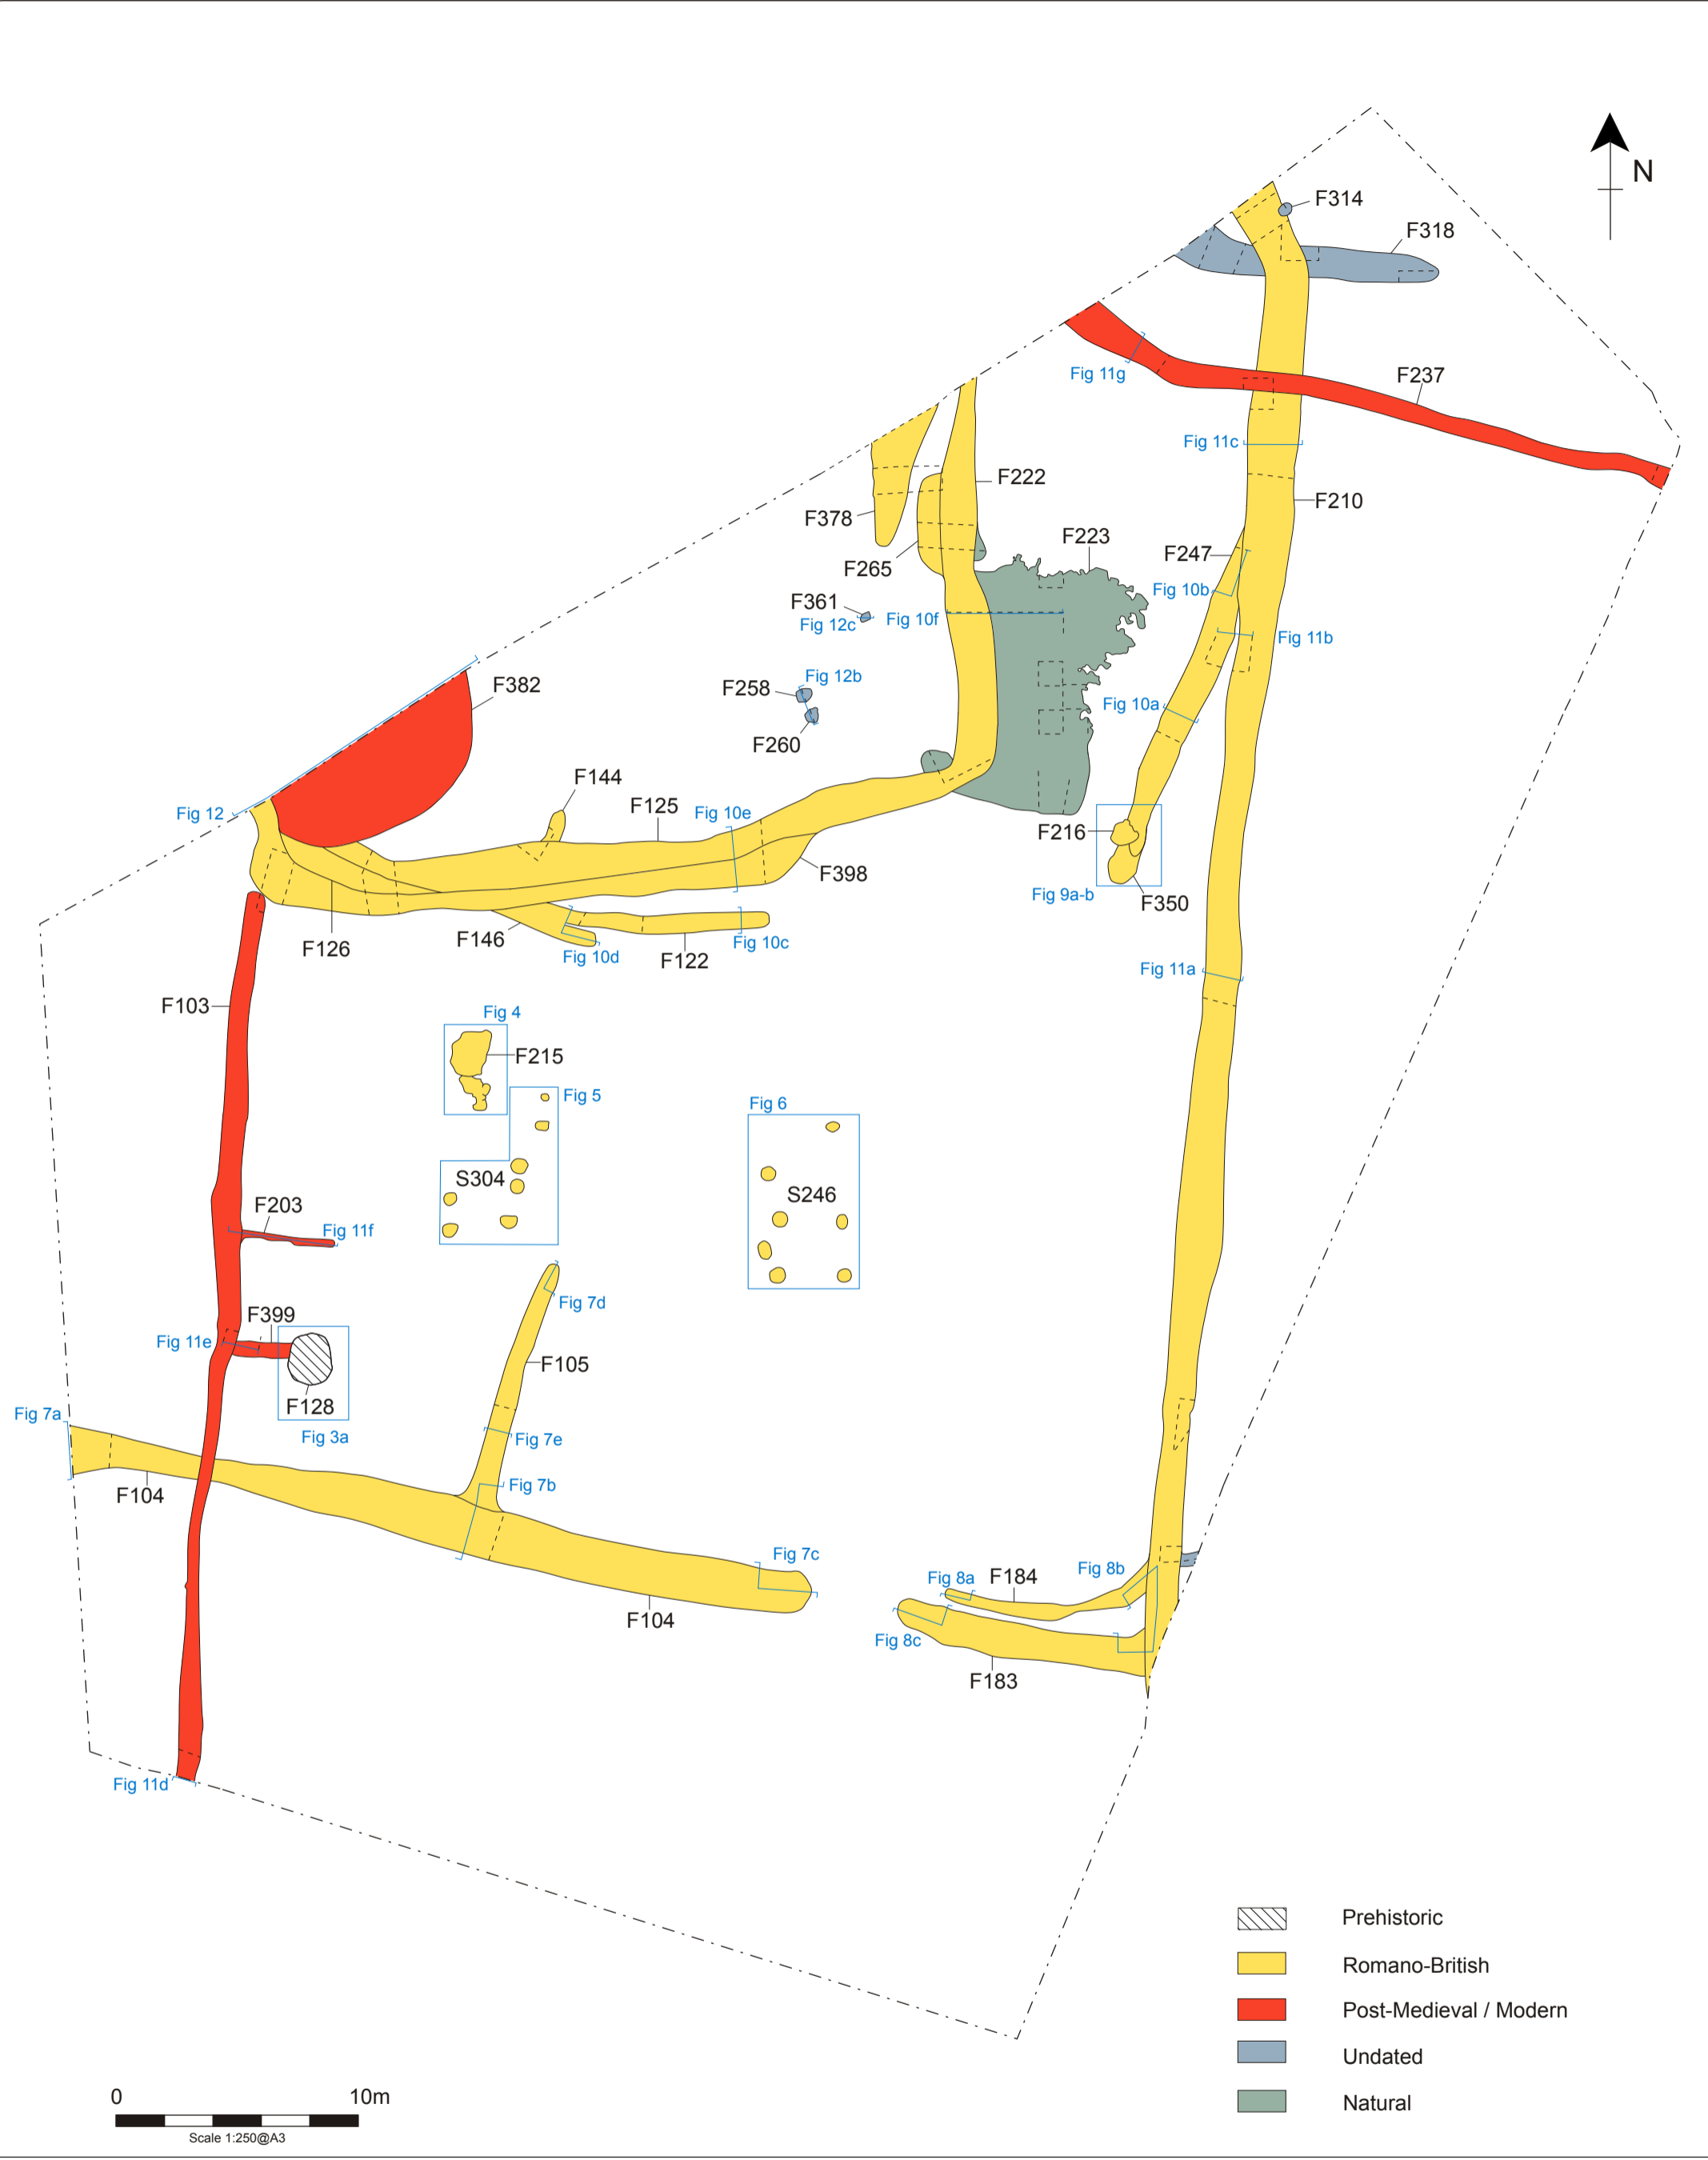 N
F314
F318
Fig 11g
F237
Fig 11c
F222
F210
F378
F223
F247
F265
Fig 10b
F361
Fig 12c
Fig 10f
Fig 11b
Fig 12b
F382
F258
Fig 10a
F260
F144
F125
Fig 12
Fig 10e
F216
F398
Fig 9a-b
F350
F146
F126
Fig 10d
F122
Fig 10c
Fig 11a
F103
Fig 4
F215
Fig 5
Fig 6
S304
S246
F203
Fig 11f
Fig 7d
F399
Fig 11e
F105
F128
Fig 7a
Fig 3a
Fig 7e
Fig 7b
F104
Fig 7c
Fig 8b
Fig 8a
F184
F104
Fig 8c
F183
Fig 11d
Prehistoric
Romano-British
Post-Medieval / Modern
Undated
Natural
0 10m
Scale 1:250@A3